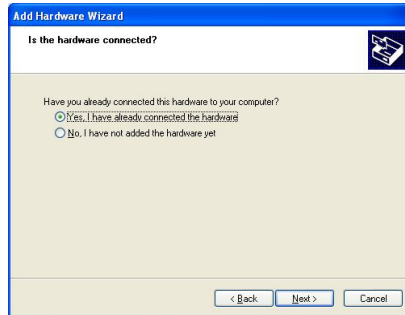 Add Hardware Wizard
Is the hardware connected?
Have you already connected this hardware to your computer?
Yes, I have already connected the hardware
No, I have not added the hardware yet
< Back Next > Cancel